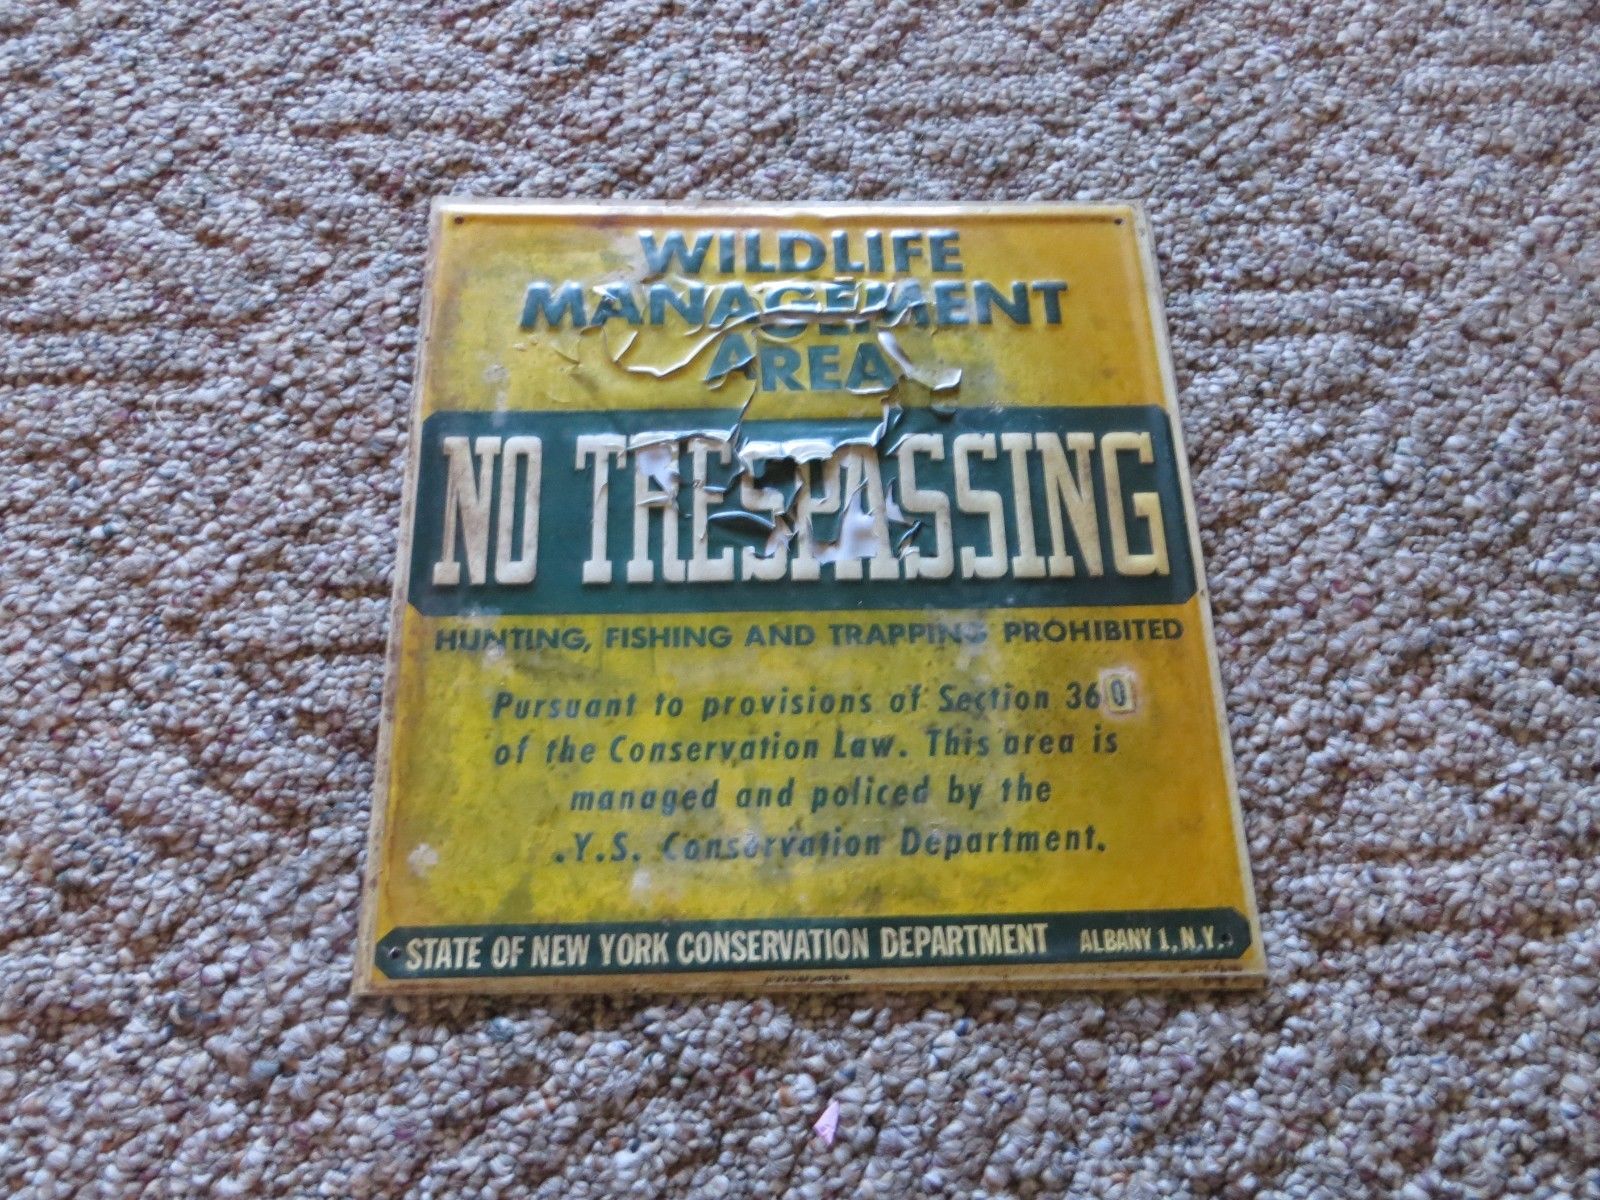 WILDLIFE
MANAGEMENT
AREA
NO TRESPASSING
HUNTING, FISHING AND TRAPPING PROHIBITED
Pursuant to provisions of Section 360
of the Conservation Law. This area is
managed and policed by the
.Y.S. Conservation Department.
STATE OF NEW YORK CONSERVATION DEPARTMENT ALBANY 1, N.Y.